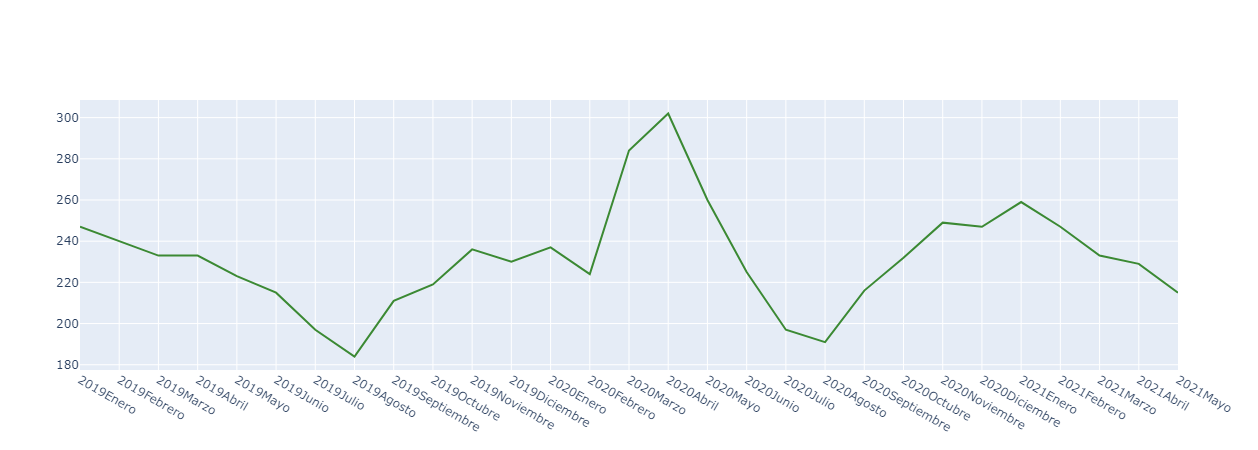 300
280
260
240
220
200
180
2019Enero
2019Febrero
2019Marzo
2019Abril
2019Mayo
2019Junio
2019Julio
2019Agosto
2019Septiembre
2019Octubre
2019Noviembre
2019Diciembre
2020Enero
2020Febrero
2020Marzo
2020Abril
2020Mayo
2020Junio
2020Julio
2020Agosto
2020Septiembre
2020Octubre
2020Noviembre
2020Diciembre
2021Enero
2021Febrero
2021Marzo
2021Abril
2021Mayo